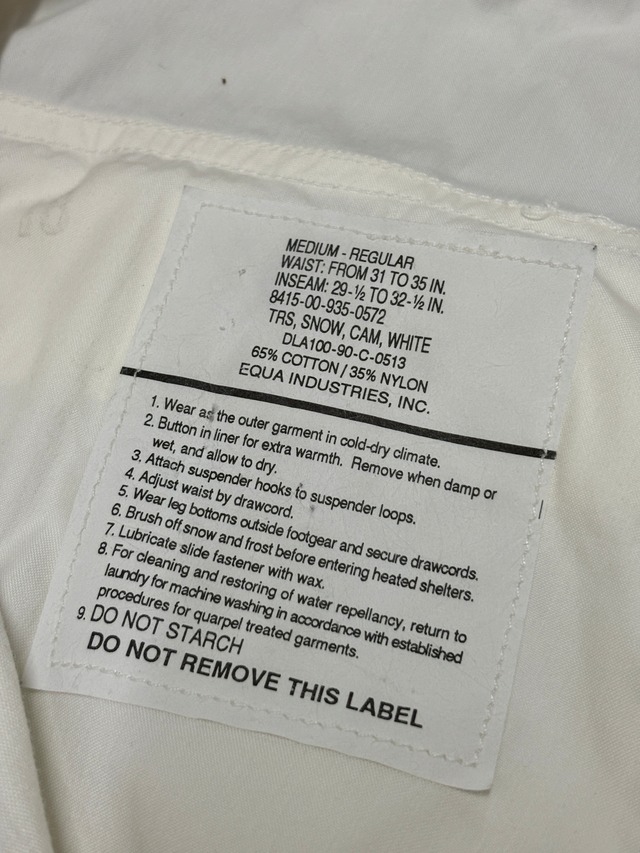 MEDIUM - REGULAR
WAIST: FROM 31 TO 35 IN.
INSEAM: 29-½ TO 32-½ IN.
8415-00-935-0572
TRS, SNOW, CAM, WHITE
DLA100-90-C-0513
65% COTTON / 35% NYLON
EQUA INDUSTRIES, INC.
1. Wear as the outer garment in cold-dry climate.
2. Button in liner for extra warmth. Remove when damp or
wet, and allow to dry.
3. Attach suspender hooks to suspender loops.
4. Adjust waist by drawcord.
5. Wear leg bottoms outside footgear and secure drawcords.
6. Brush off snow and frost before entering heated shelters.
7. Lubricate slide fastener with wax.
8. For cleaning and restoring of water repellancy, return to
laundry for machine washing in accordance with established
procedures for quarpel treated garments.
9. DO NOT STARCH
DO NOT REMOVE THIS LABEL